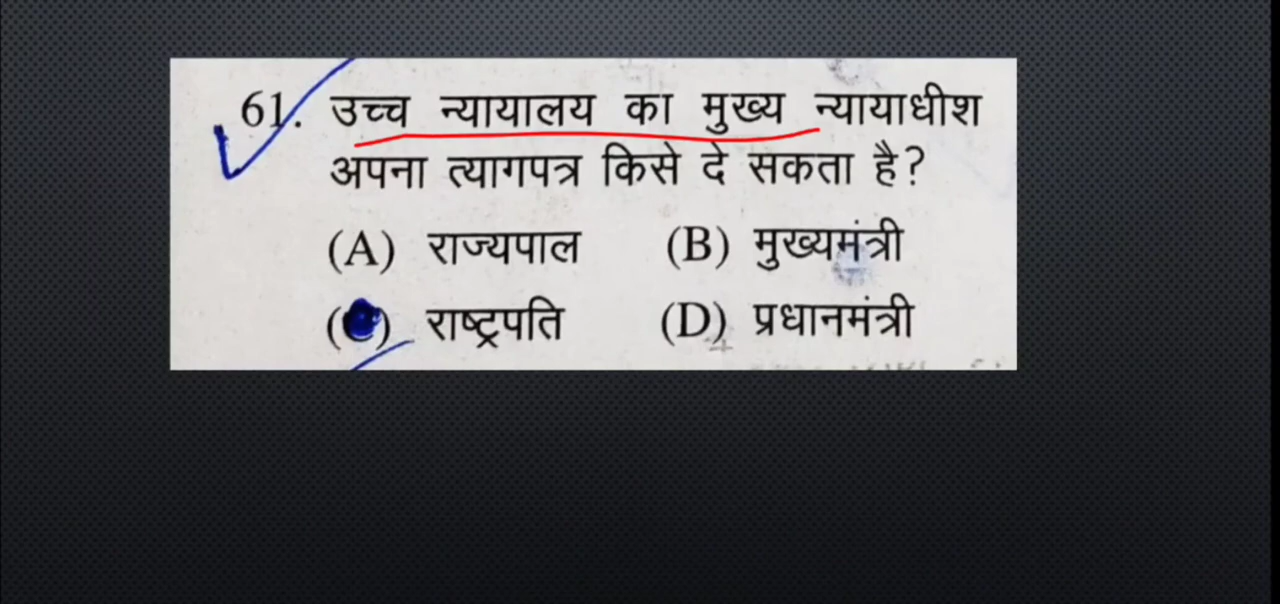 61. उच्च न्यायालय का मुख्य न्यायाधीश
अपना त्यागपत्र किसे दे सकता है?
(A) राज्यपाल (B) मुख्यमंत्री
( ) राष्ट्रपति (D) प्रधानमंत्री